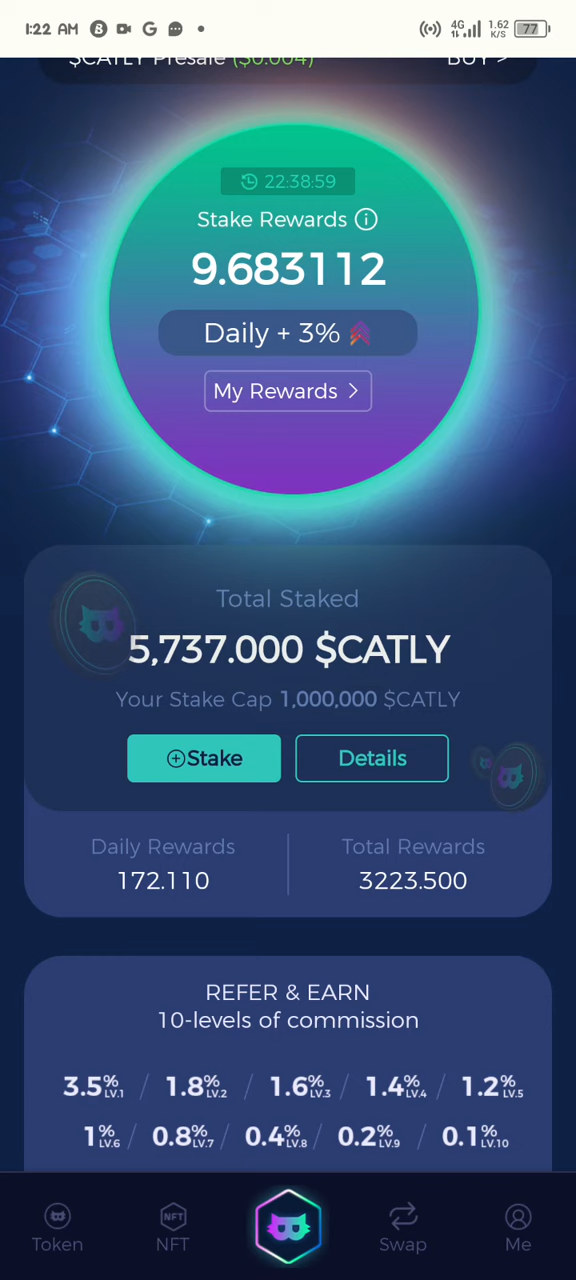 1:22 AM
4G
1.62
K/S
77
$CATLY Presale ($0.004)
BUY >
22:38:59
Stake Rewards
9.683112
Daily + 3%
My Rewards >
Total Staked
5,737.000 $CATLY
Your Stake Cap 1,000,000 $CATLY
Stake
Details
Daily Rewards
Total Rewards
172.110
3223.500
REFER & EARN
10-levels of commission
3.5% LV.1 / 1.8% LV.2 / 1.6% LV.3 / 1.4% LV.4 / 1.2% LV.5
1% LV.6 / 0.8% LV.7 / 0.4% LV.8 / 0.2% LV.9 / 0.1% LV.10
NFT
Token
NFT
Swap
Me